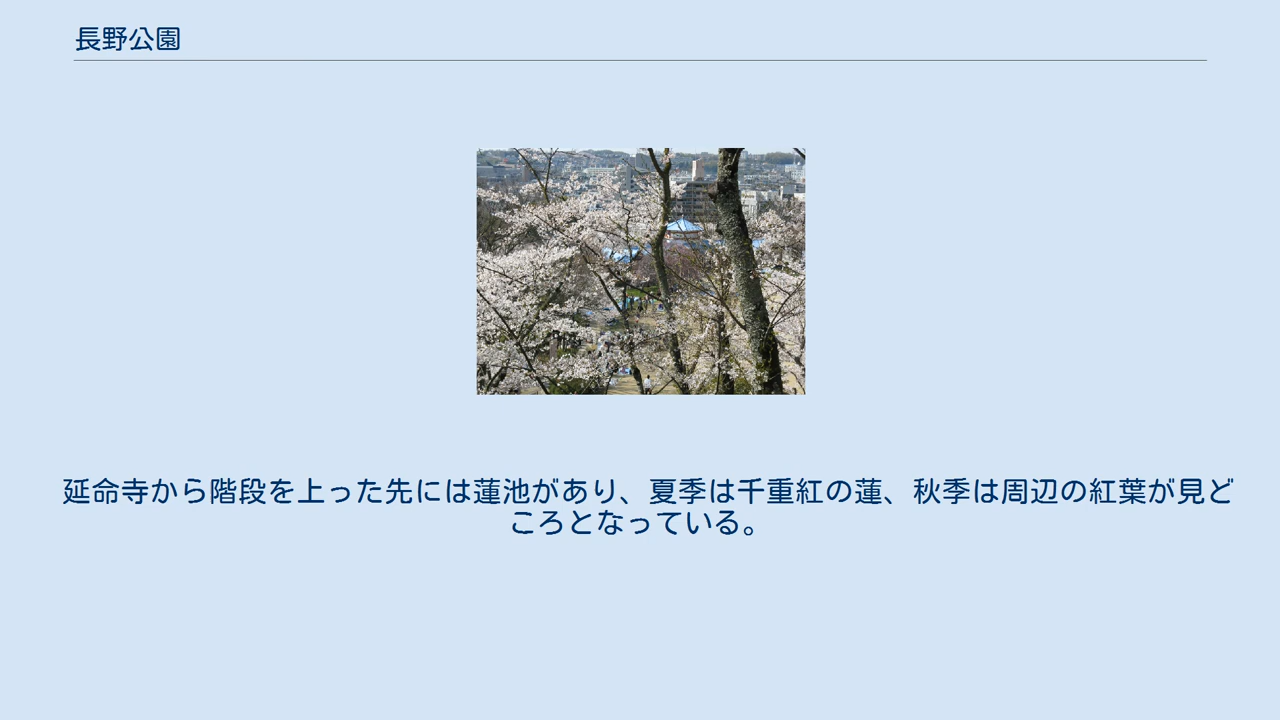 長野公園
延命寺から階段を上った先には蓮池があり、夏季は千重紅の蓮、秋季は周辺の紅葉が見ど
ころとなっている。